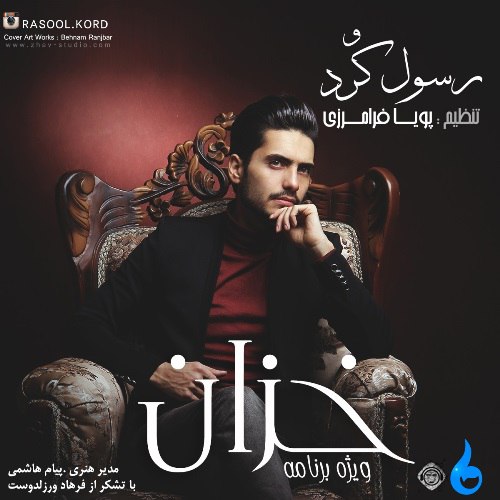 RASOOL.KORD
Cover Art Works : Behnam Ranjbar
www.zhav-studio.com
رسول کرد
تنظیم : پویا فرامرزی
خزان
ویژه برنامه
مدیر هنری .پیام هاشمی
با تشکر از فرهاد ورزلدوست